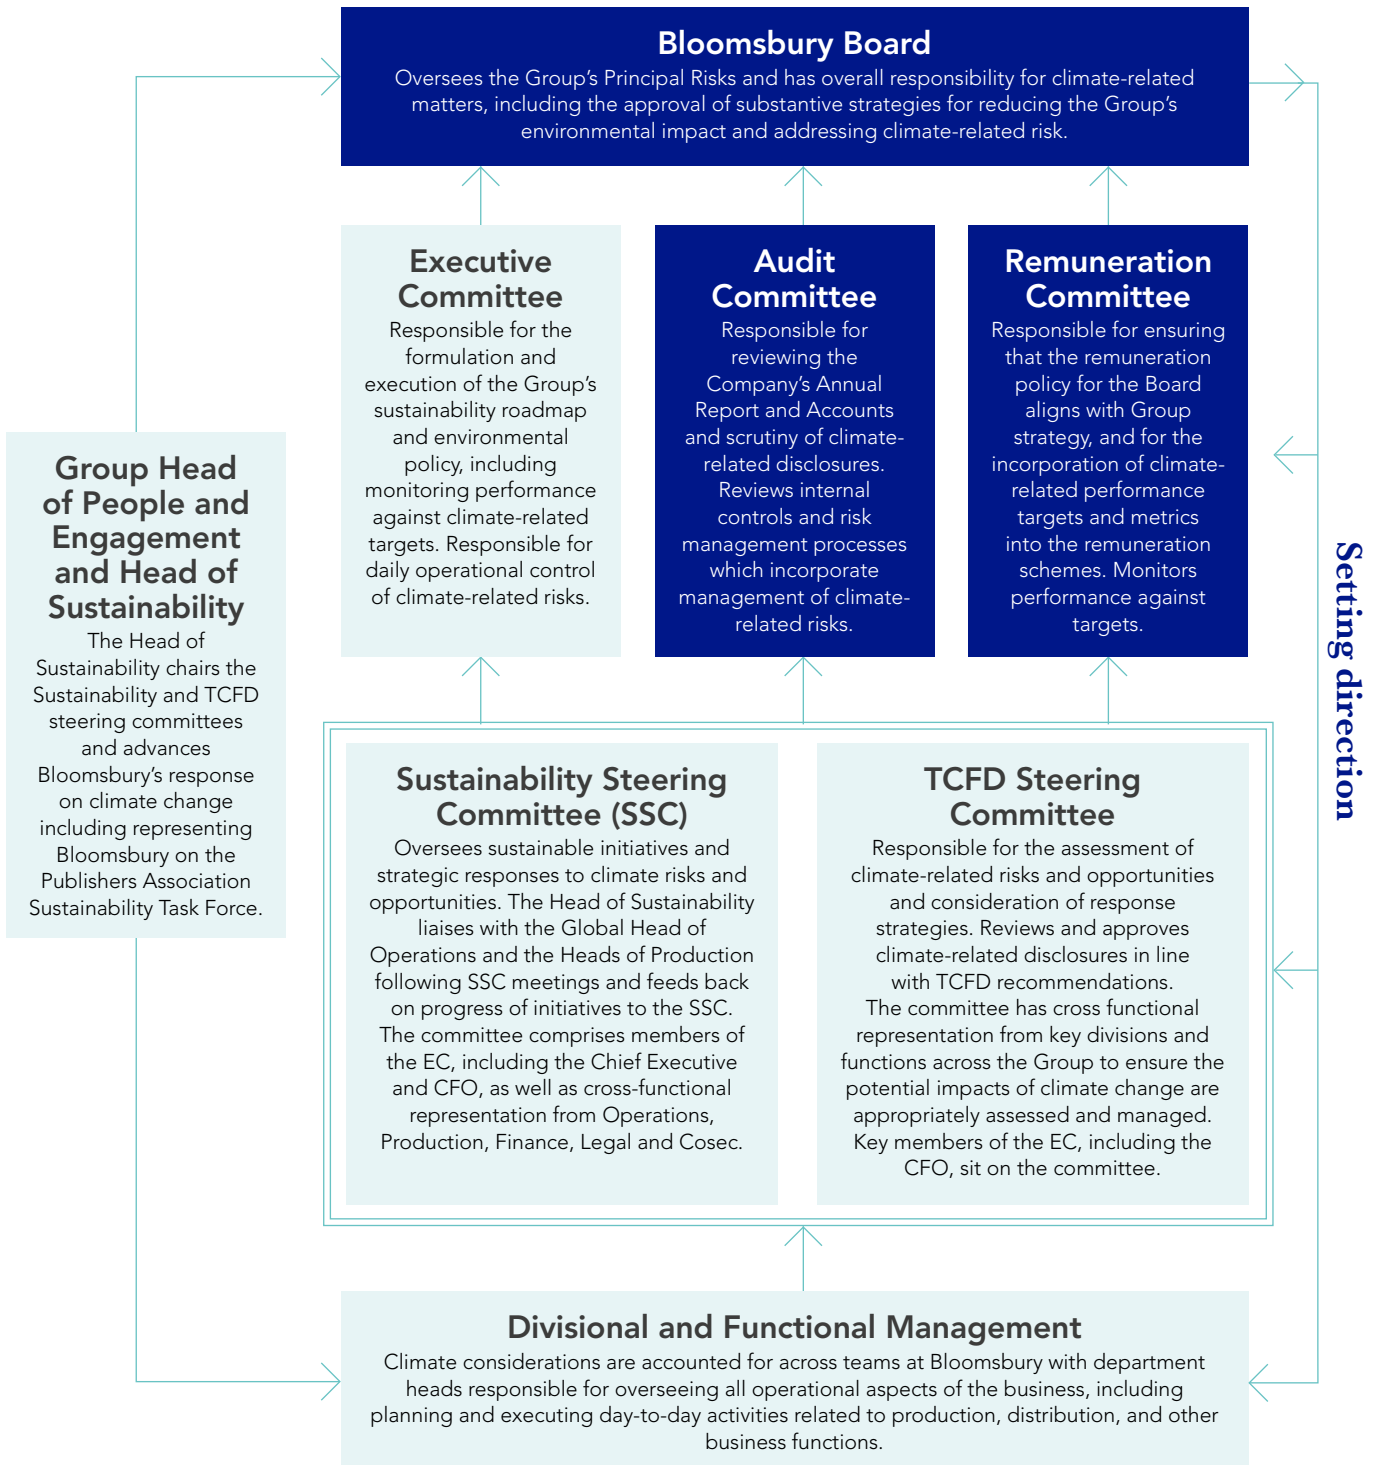 Bloomsbury Board
Oversees the Group’s Principal Risks and has overall responsibility for climate-related
matters, including the approval of substantive strategies for reducing the Group’s
environmental impact and addressing climate-related risk.
Executive
Committee
Responsible for the
formulation and
execution of the Group’s
sustainability roadmap
and environmental
policy, including
monitoring performance
against climate-related
targets. Responsible for
daily operational control
of climate-related risks.
Audit
Committee
Responsible for
reviewing the
Company’s Annual
Report and Accounts
and scrutiny of climate-
related disclosures.
Reviews internal
controls and risk
management processes
which incorporate
management of climate-
related risks.
Remuneration
Committee
Responsible for ensuring
that the remuneration
policy for the Board
aligns with Group
strategy, and for the
incorporation of climate-
related performance
targets and metrics
into the remuneration
schemes. Monitors
performance against
targets.
Group Head
of People and
Engagement
and Head of
Sustainability
The Head of
Sustainability chairs the
Sustainability and TCFD
steering committees
and advances
Bloomsbury’s response
on climate change
including representing
Bloomsbury on the
Publishers Association
Sustainability Task Force.
Setting direction
Sustainability Steering
Committee (SSC)
Oversees sustainable initiatives and
strategic responses to climate risks and
opportunities. The Head of Sustainability
liaises with the Global Head of
Operations and the Heads of Production
following SSC meetings and feeds back
on progress of initiatives to the SSC.
The committee comprises members of
the EC, including the Chief Executive
and CFO, as well as cross-functional
representation from Operations,
Production, Finance, Legal and Cosec.
TCFD Steering
Committee
Responsible for the assessment of
climate-related risks and opportunities
and consideration of response
strategies. Reviews and approves
climate-related disclosures in line
with TCFD recommendations.
The committee has cross functional
representation from key divisions and
functions across the Group to ensure the
potential impacts of climate change are
appropriately assessed and managed.
Key members of the EC, including the
CFO, sit on the committee.
Divisional and Functional Management
Climate considerations are accounted for across teams at Bloomsbury with department
heads responsible for overseeing all operational aspects of the business, including
planning and executing day-to-day activities related to production, distribution, and other
business functions.